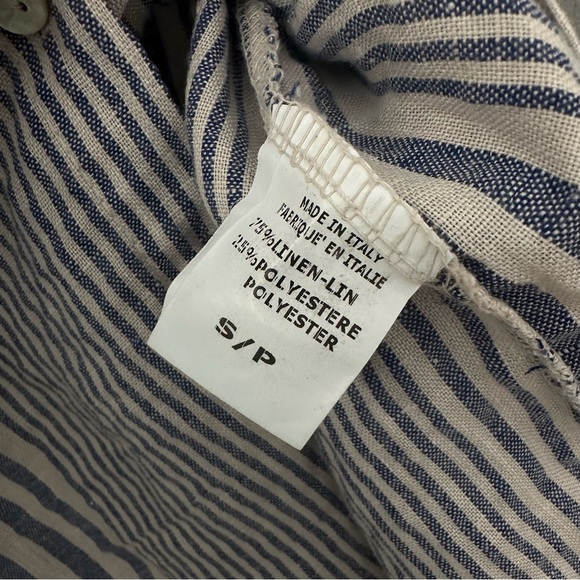 MADE IN ITALY
FABRIQUE' EN ITALIE
75%LINEN-LIN
25%POLYESTERE
POLYESTER
S/P